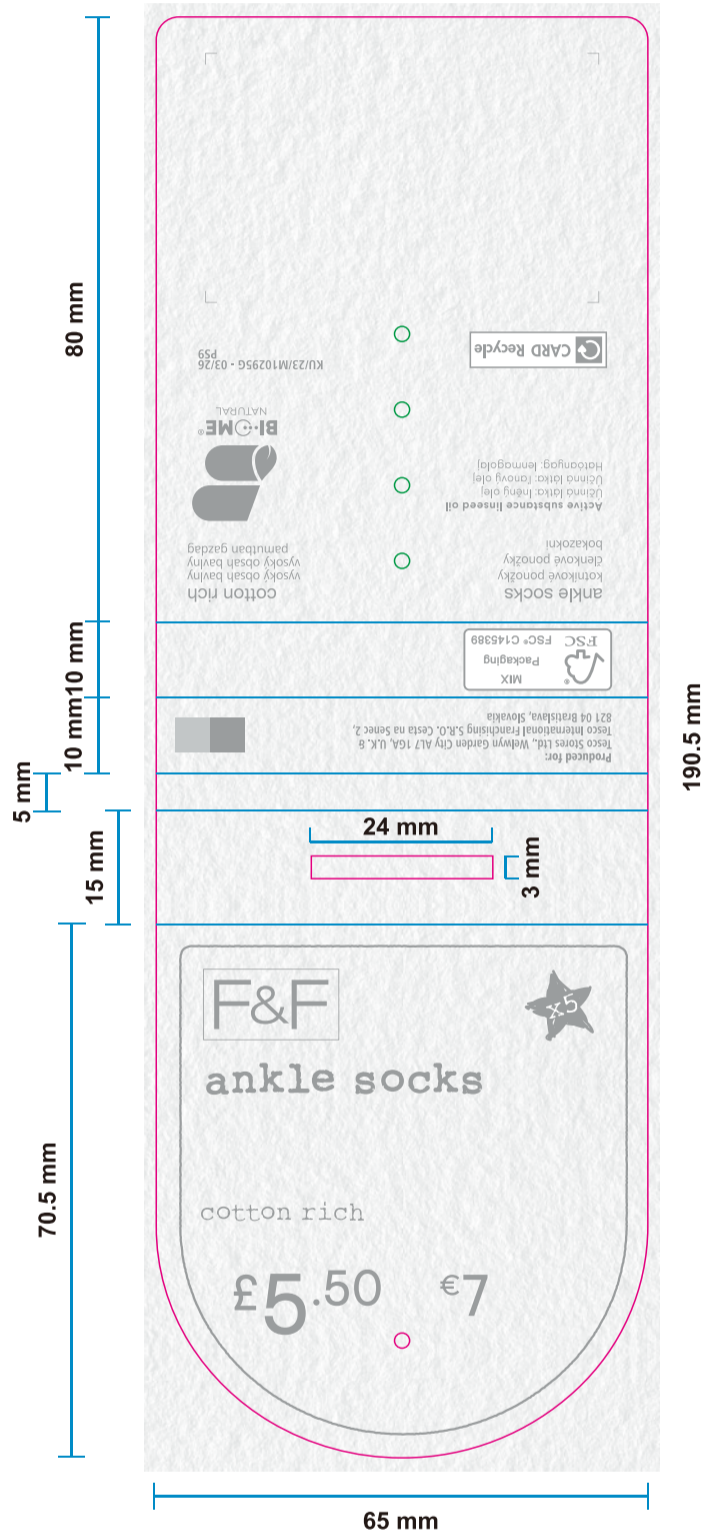 80 mm
10 mm
10 mm
5 mm
15 mm
70.5 mm
190.5 mm
65 mm
24 mm
3 mm
F&F
x5
ankle socks
cotton rich
£5.50 €7
Produced for:
Tesco Stores Ltd., Welwyn Garden City AL7 1GA, U.K. &
Tesco International Franchising S.R.O. Cesta na Senec 2,
821 04 Bratislava, Slovakia
MIX
Packaging
FSC FSC® C145389
ankle socks
kotníkové ponožky
členkové ponožky
bokazokni
cotton rich
vysoký obsah bavlny
vysoký obsah bavlny
pamutban gazdag
Active substance linseed oil
Účinná látka: lněný olej
Účinná látka: ľanový olej
Hatóanyag: lenmagolaj
BI·OME®
NATURAL
CARD Recycle
KU/23/M10295G - 03/26
PS9